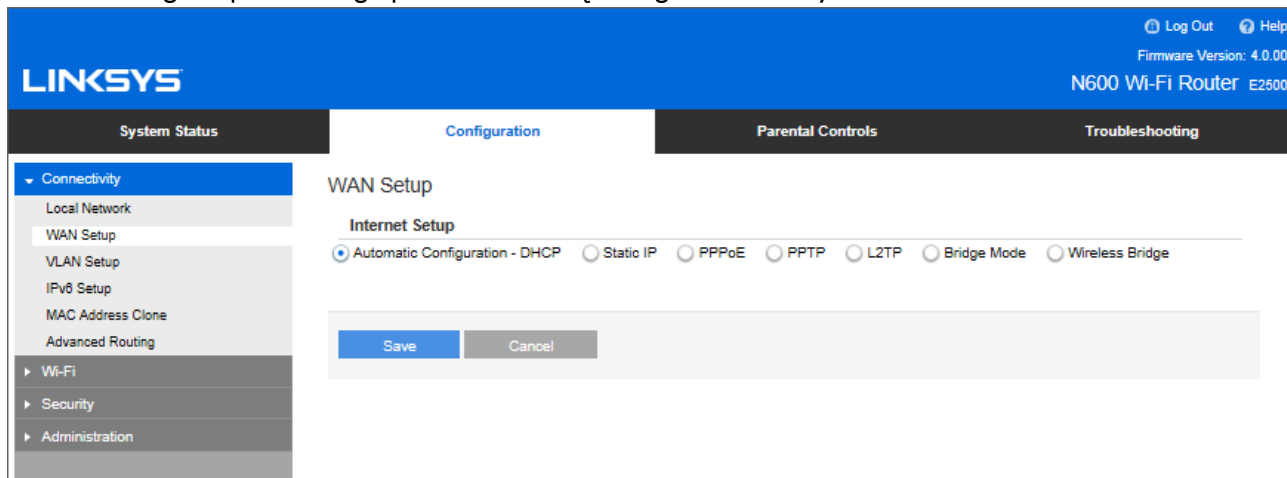 Log Out Help
Firmware Version: 4.0.00
LINKSYS
N600 Wi-Fi Router E2500
System Status Configuration Parental Controls Troubleshooting
Connectivity
Local Network
WAN Setup
VLAN Setup
IPv6 Setup
MAC Address Clone
Advanced Routing
Wi-Fi
Security
Administration
WAN Setup
Internet Setup
Automatic Configuration - DHCP Static IP PPPoE PPTP L2TP Bridge Mode Wireless Bridge
Save Cancel